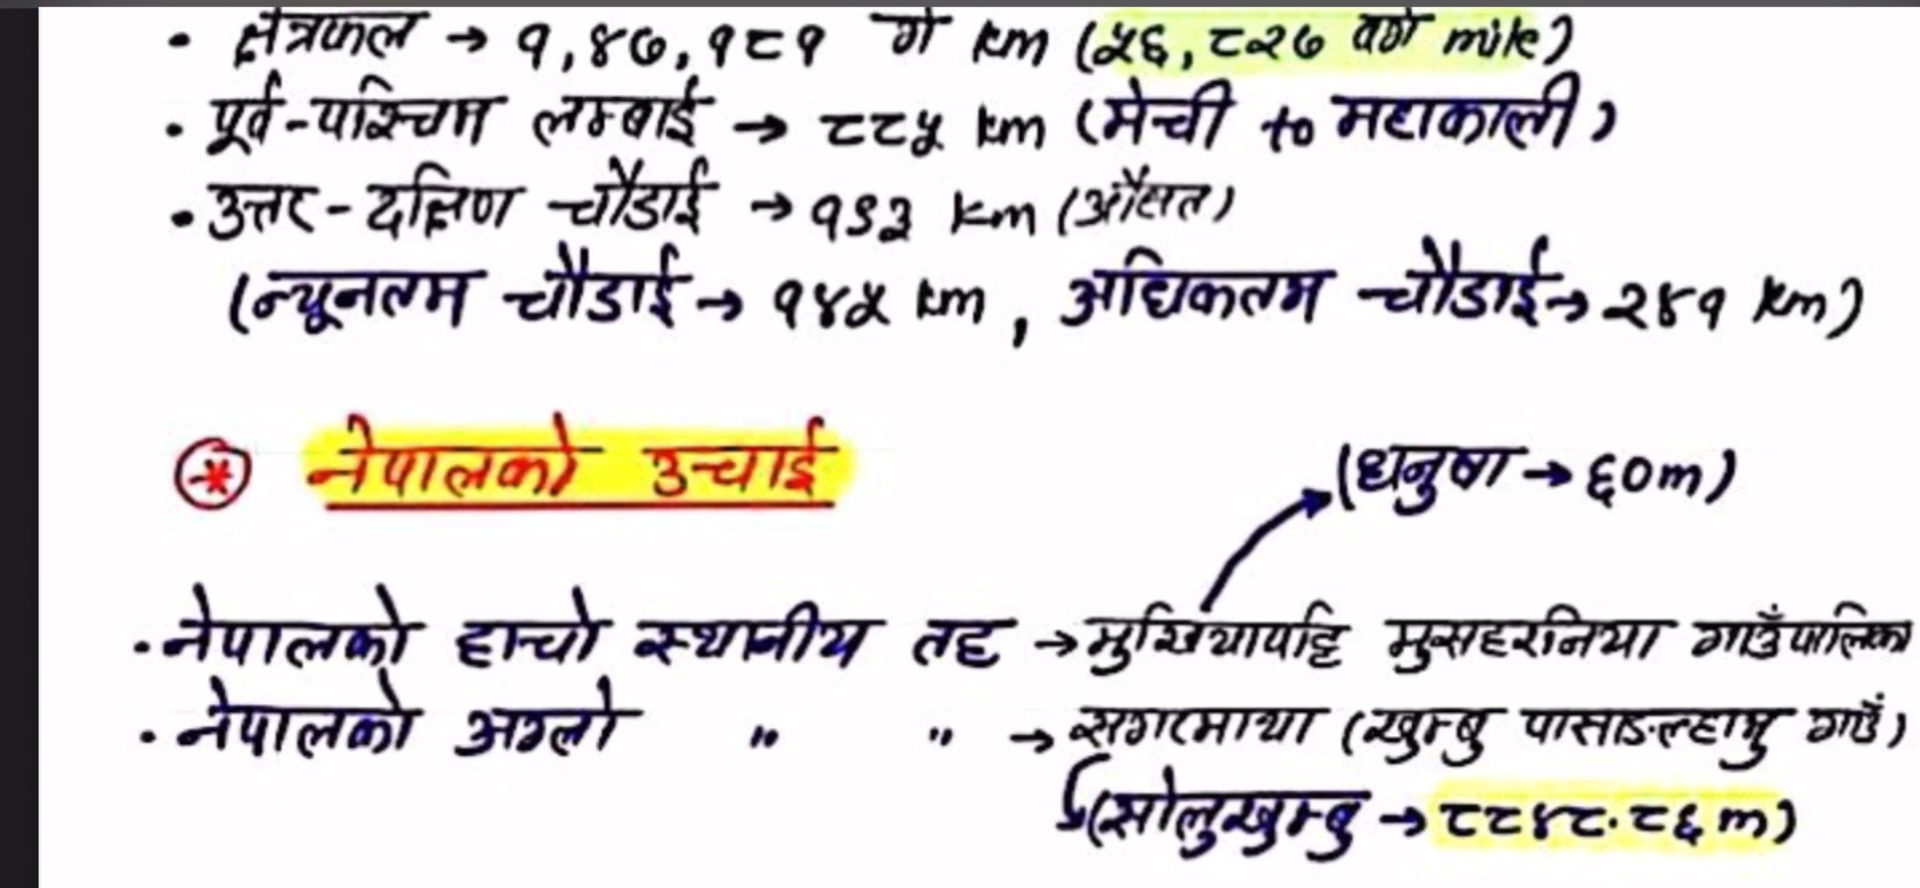 • क्षेत्रफल → १,४७,१८१ वर्ग km (५६,८२७ वर्ग mile)
• पूर्व-पश्चिम लम्बाई → ८८५ km (मेची to महाकाली)
• उत्तर-दक्षिण चौडाई → १९३ km (औसत)
(न्यूनतम चौडाई → १४५ km, अधिकतम चौडाई → २४१ km)
* नेपालको उचाई
(धनुषा → ६०m)
• नेपालको होचो स्थानीय तह → मुखियापट्टि मुसहरनिया गाउँपालिका
• नेपालको अग्लो " " → सगरमाथा (खुम्बु पासाङल्हामु गाउँ)
(सोलुखुम्बु → ८८४८.८६ m)